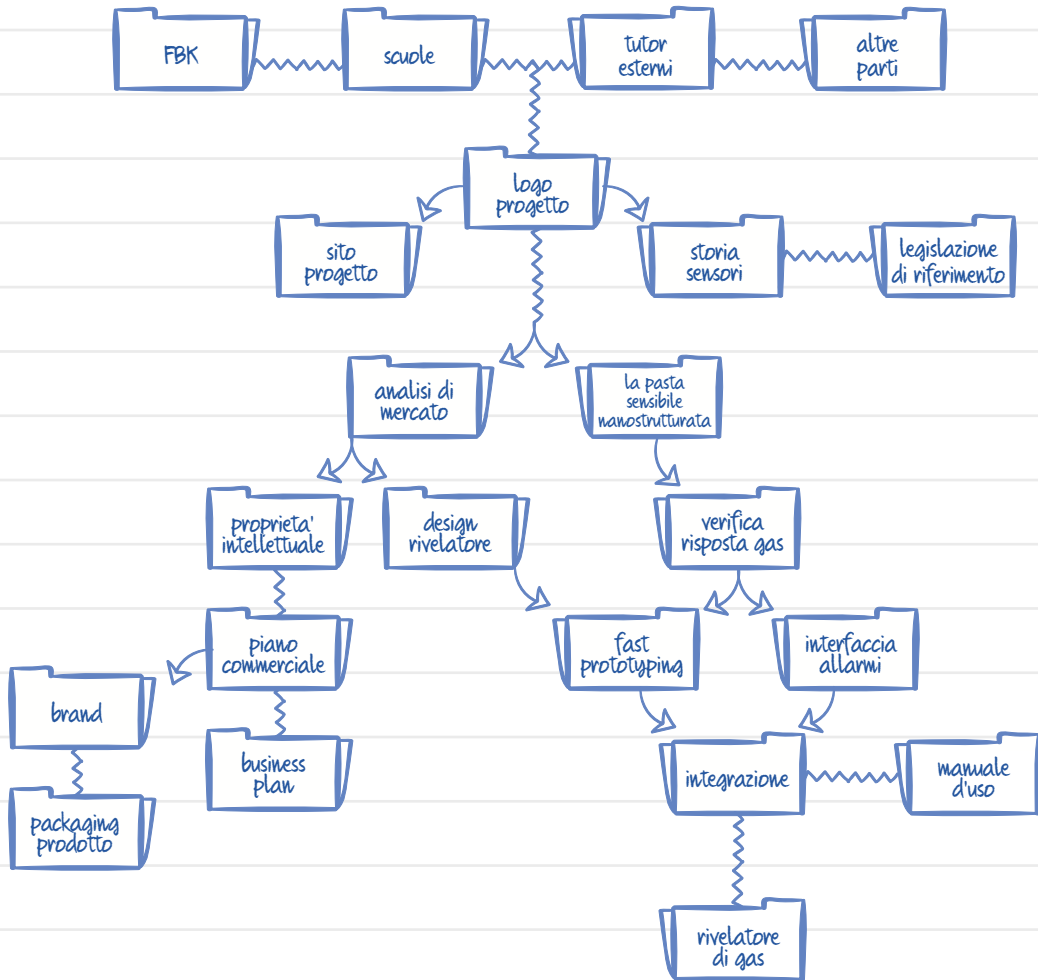 FBK
scuole
tutor
esterni
altre
parti
logo
progetto
sito
progetto
storia
sensori
legislazione
di riferimento
analisi di
mercato
la pasta
sensibile
nanostrutturata
proprieta'
intellettuale
design
rivelatore
verifica
risposta gas
piano
commerciale
fast
prototyping
interfaccia
allarmi
brand
business
plan
integrazione
manuale
d'uso
packaging
prodotto
rivelatore
di gas